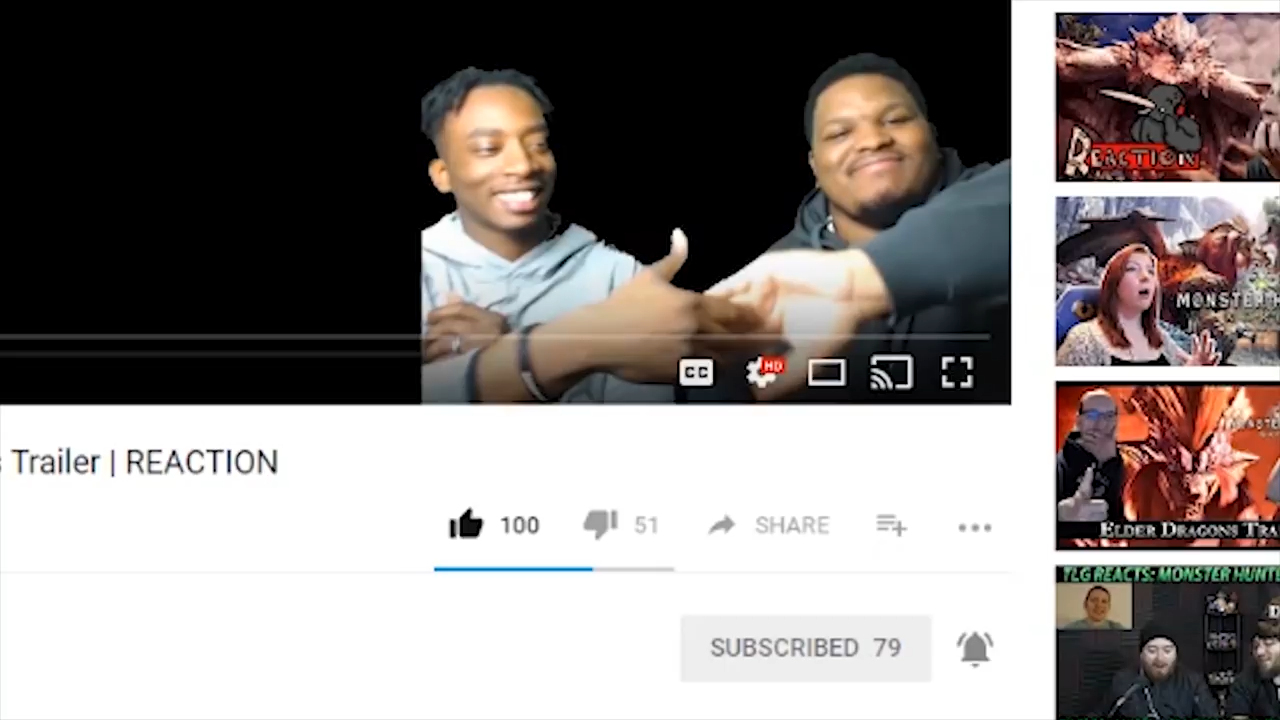 CC
HD
s Trailer | REACTION
100
51
SHARE
SUBSCRIBED 79
REACTION
MONSTER H
ELDER DRAGONS TRA
TLG REACTS: MONSTER HUNTE